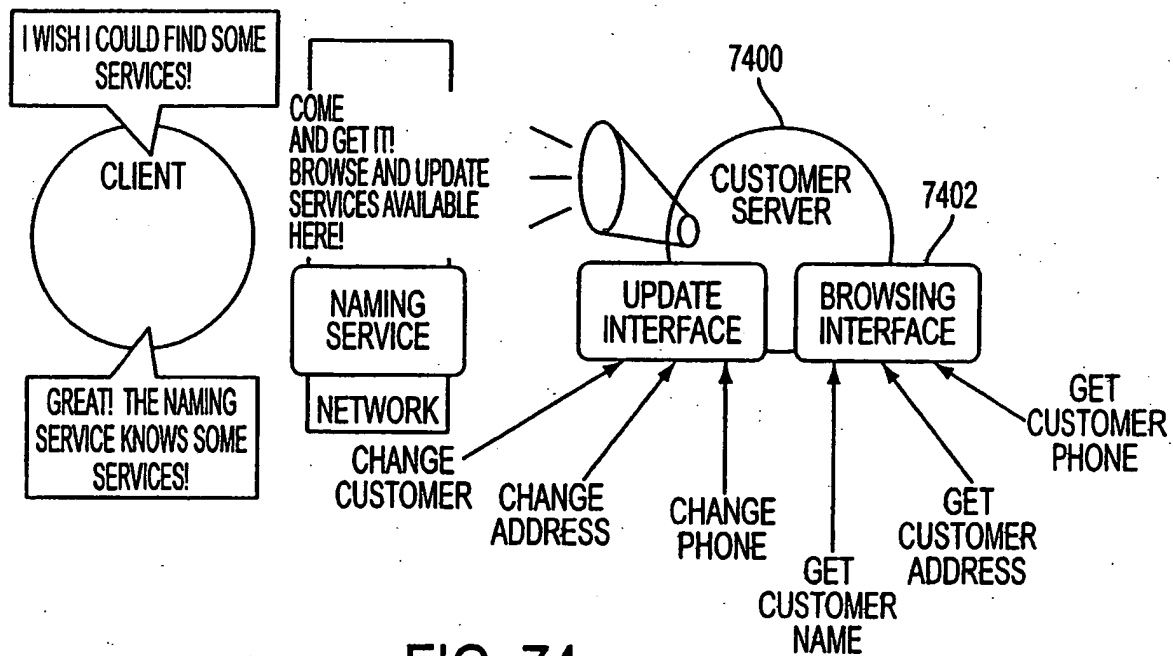 I WISH I COULD FIND SOME
SERVICES!
CLIENT
GREAT! THE NAMING
SERVICE KNOWS SOME
SERVICES!
COME
AND GET IT!
BROWSE AND UPDATE
SERVICES AVAILABLE
HERE!
NAMING
SERVICE
NETWORK
7400
CUSTOMER
SERVER
7402
UPDATE
INTERFACE
BROWSING
INTERFACE
CHANGE
CUSTOMER
CHANGE
ADDRESS
CHANGE
PHONE
GET
CUSTOMER
NAME
GET
CUSTOMER
ADDRESS
GET
CUSTOMER
PHONE
FIG. 74